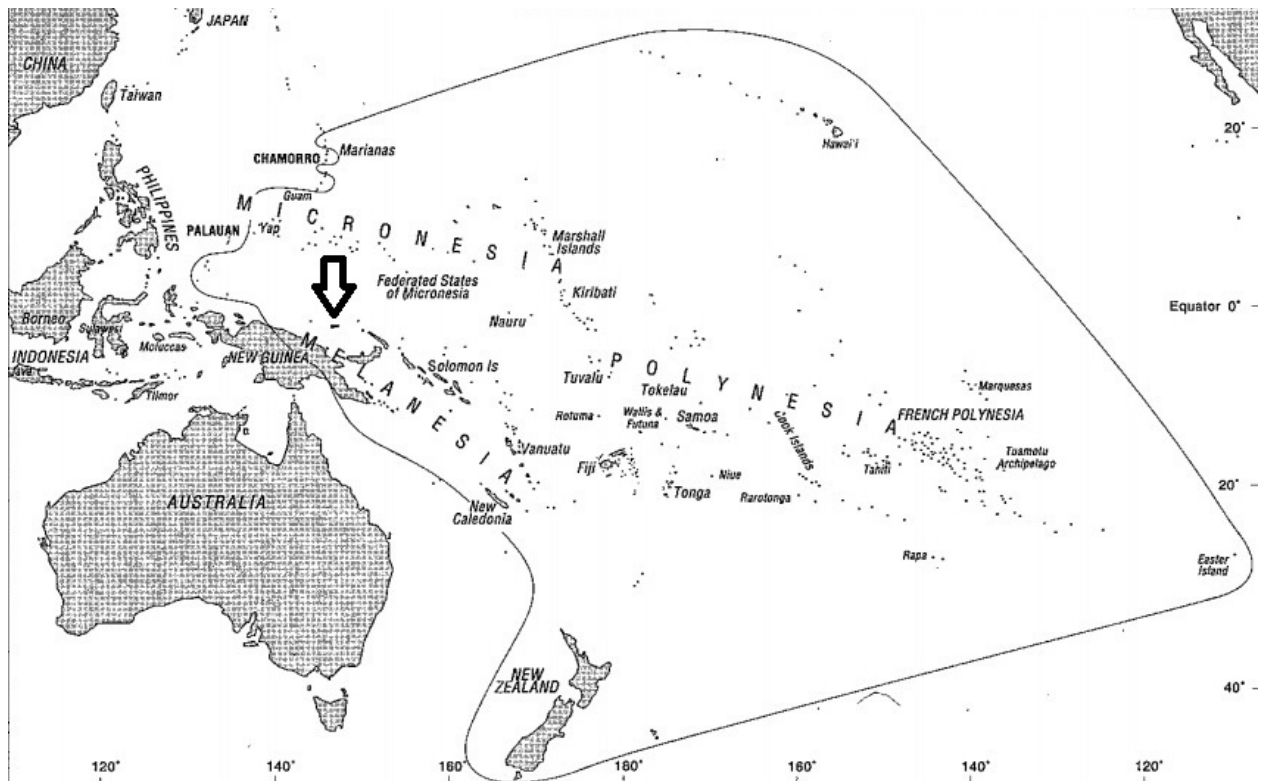 JAPAN
CHINA
Taiwan
20°
Hawai'i
CHAMORRO
Marianas
PHILIPPINES
Guam
MICRONESIA
PALAUAN
Yap
Marshall
Islands
Federated States
of Micronesia
Kiribati
Equator 0°
Borneo
Sulawesi
Moluccas
Nauru
INDONESIA
Java
NEW GUINEA
MELANESIA
Solomon Is
POLYNESIA
Tuvalu
Tokelau
Marquesas
Timor
Rotuma
Wallis &
Futuna
Samoa
Cook Islands
FRENCH POLYNESIA
Vanuatu
Fiji
Tahiti
Tuamotu
Archipelago
Niue
Tonga
Rarotonga
20°
AUSTRALIA
New
Caledonia
Rapa
Easter
Island
NEW
ZEALAND
40°
120° 140° 160° 180° 160° 140° 120°